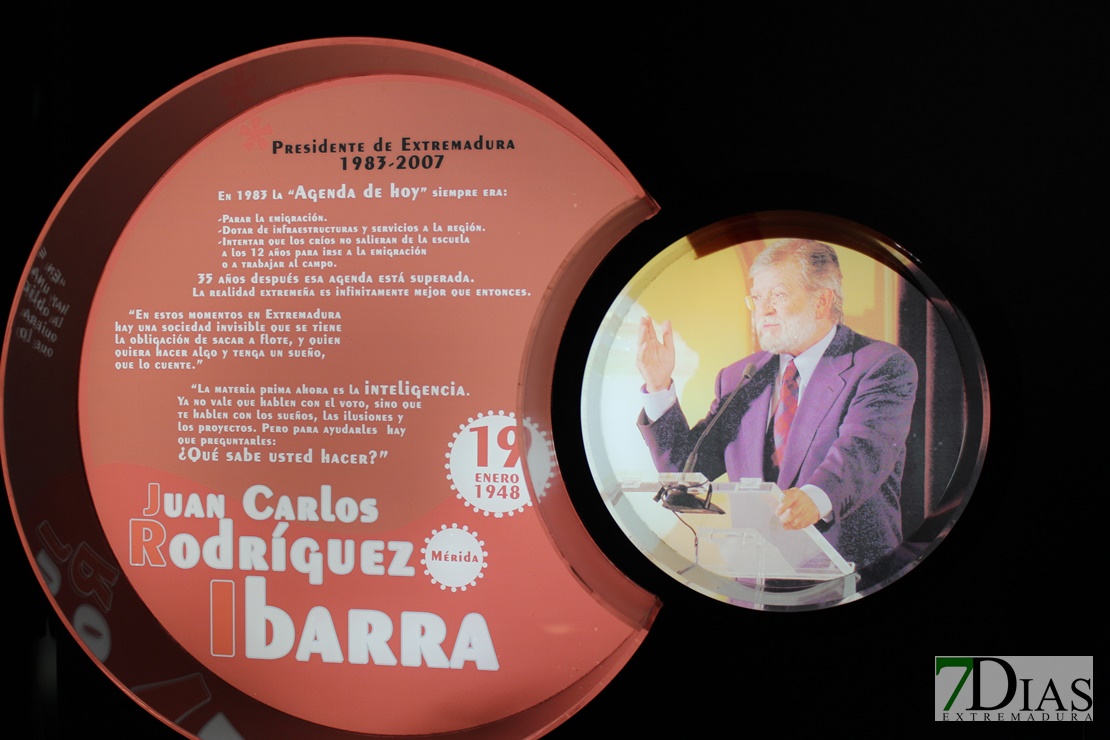 Presidente de Extremadura
1983-2007
En 1983 la "Agenda de hoy" siempre era:
-Parar la emigración.
-Dotar de infraestructuras y servicios a la región.
-Intentar que los críos no salieran de la escuela
a los 12 años para irse a la emigración
o a trabajar al campo.
35 años después esa agenda está superada.
La realidad extremeña es infinitamente mejor que entonces.
"En estos momentos en Extremadura
hay una sociedad invisible que se tiene
la obligación de sacar a flote, y quien
quiera hacer algo y tenga un sueño,
que lo cuente."
"La materia prima ahora es la inteligencia.
Ya no vale que hablen con el voto, sino que
te hablen con los sueños, las ilusiones y
los proyectos. Pero para ayudarles hay
que preguntarles:
¿Qué sabe usted hacer?"
19
ENERO
1948
Juan Carlos
Rodríguez
Mérida
Ibarra
7Dias
EXTREMADURA